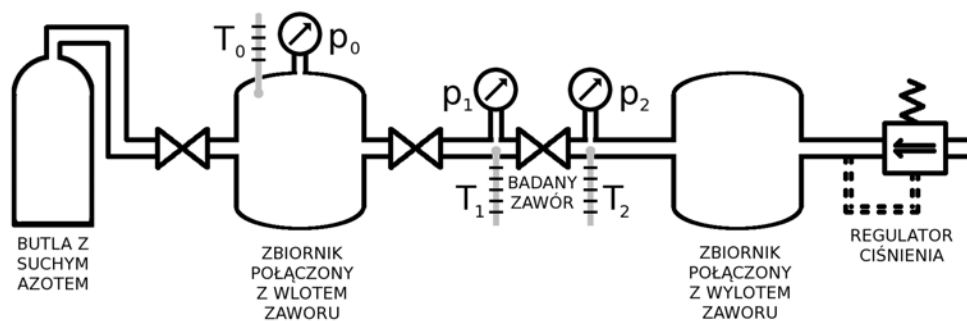 T0
p0
p1
p2
T1
T2
BADANY
ZAWÓR
BUTLA Z
SUCHYM
AZOTEM
ZBIORNIK
POŁĄCZONY
Z WLOTEM
ZAWORU
ZBIORNIK
POŁĄCZONY
Z WYLOTEM
ZAWORU
REGULATOR
CIŚNIENIA